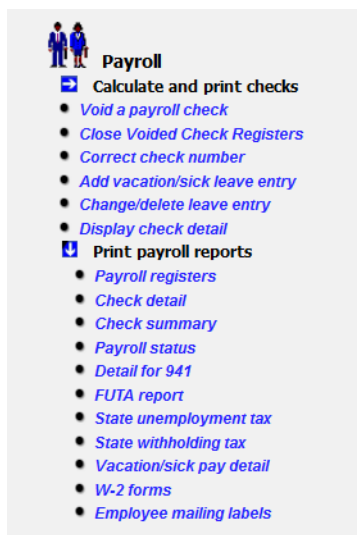 Payroll
Calculate and print checks
Void a payroll check
Close Voided Check Registers
Correct check number
Add vacation/sick leave entry
Change/delete leave entry
Display check detail
Print payroll reports
Payroll registers
Check detail
Check summary
Payroll status
Detail for 941
FUTA report
State unemployment tax
State withholding tax
Vacation/sick pay detail
W-2 forms
Employee mailing labels